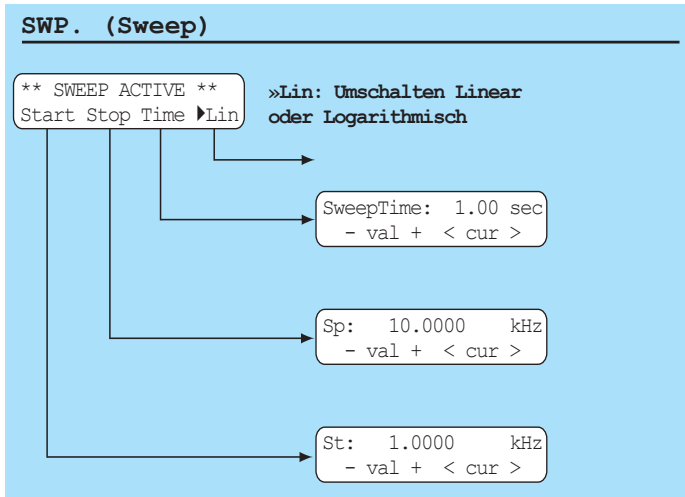 SWP. (Sweep)
** SWEEP ACTIVE **
Start Stop Time ▶Lin
»Lin: Umschalten Linear
oder Logarithmisch
SweepTime: 1.00 sec
- val + < cur >
Sp: 10.0000 kHz
- val + < cur >
St: 1.0000 kHz
- val + < cur >